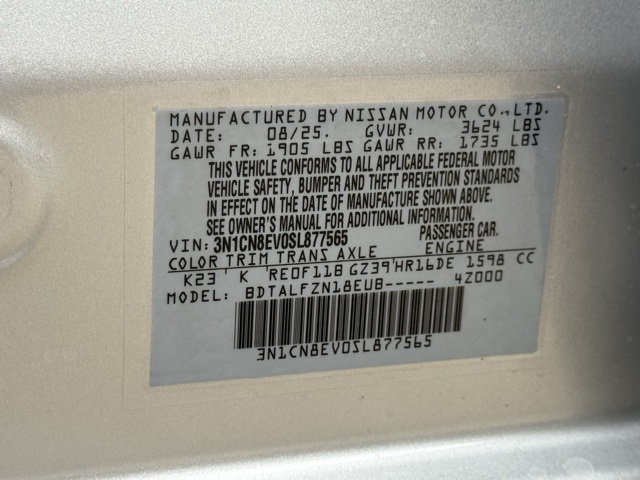 MANUFACTURED BY NISSAN MOTOR CO., LTD.
DATE: 08/25. GVWR: 3624 LBS
GAWR FR: 1905 LBS GAWR RR: 1735 LBS
THIS VEHICLE CONFORMS TO ALL APPLICABLE FEDERAL MOTOR
VEHICLE SAFETY, BUMPER AND THEFT PREVENTION STANDARDS
IN EFFECT ON THE DATE OF MANUFACTURE SHOWN ABOVE.
SEE OWNER'S MANUAL FOR ADDITIONAL INFORMATION.
VIN: 3N1CN8EV0SL877565 PASSENGER CAR.
COLOR TRIM TRANS AXLE ENGINE
K23 K RE0F11B GZ39 HR16DE 1598 CC
MODEL: BDTALFZN18EUB----- 4Z000
3N1CN8EV0SL877565